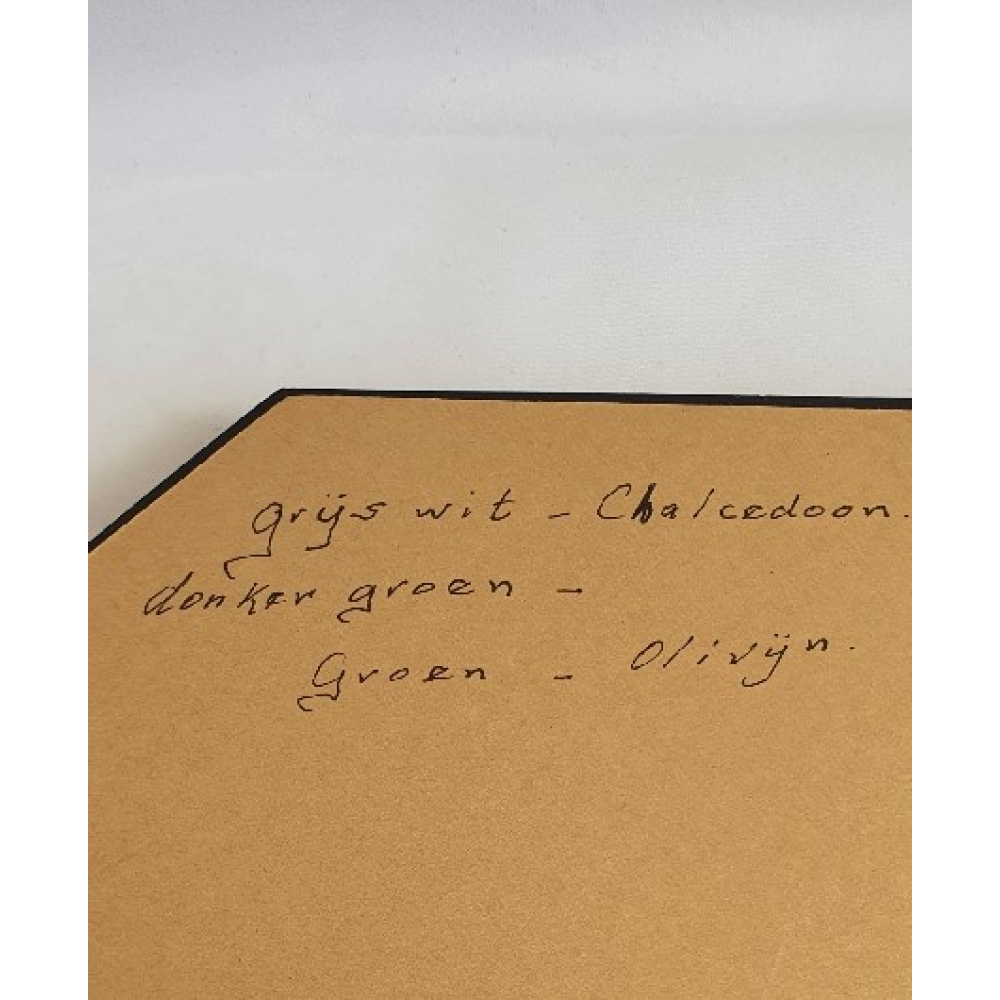 grijs wit - Chalcedoon.
donker groen -
Groen - Olivijn.